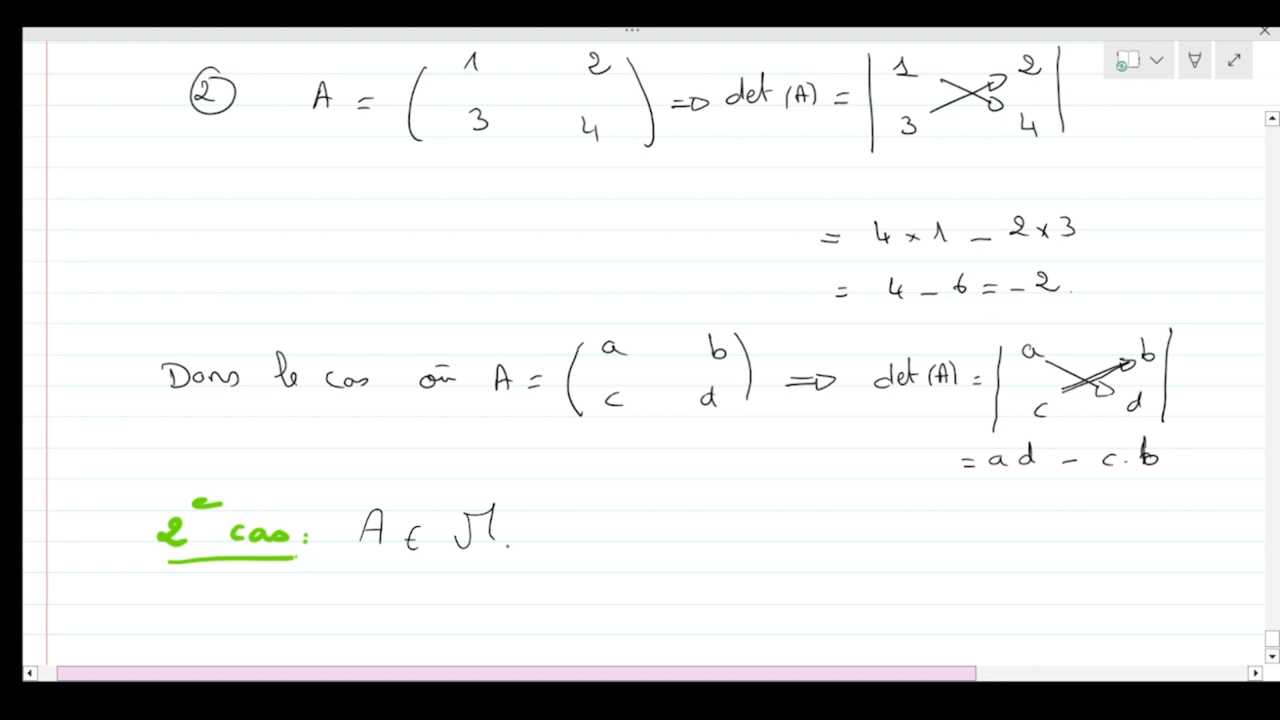 ② A = ( 1 2 3 4 ) => det (A) = | 1 2 3 4 |
= 4 × 1 - 2 × 3
= 4 - 6 = - 2.
Dans le cas où A = ( a b c d ) => det (A) = | a b c d |
= a d - c . b
2e cas : A ∈ M